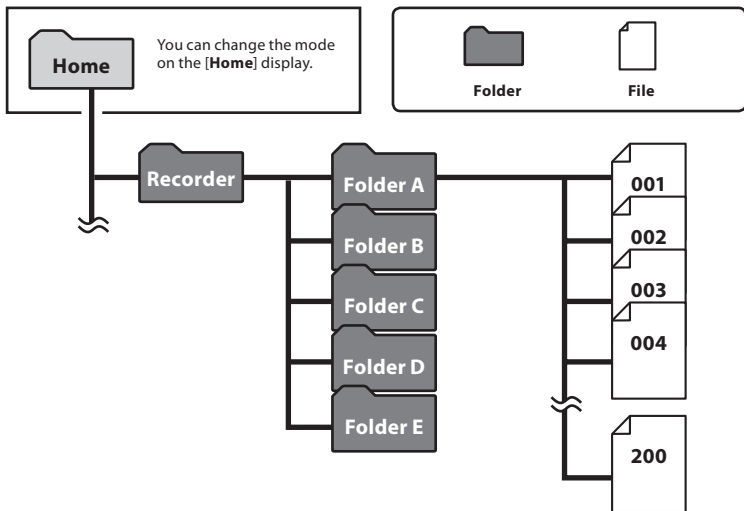 Home
You can change the mode
on the [Home] display.
Folder
File
Recorder
Folder A
Folder B
Folder C
Folder D
Folder E
001
002
003
004
200